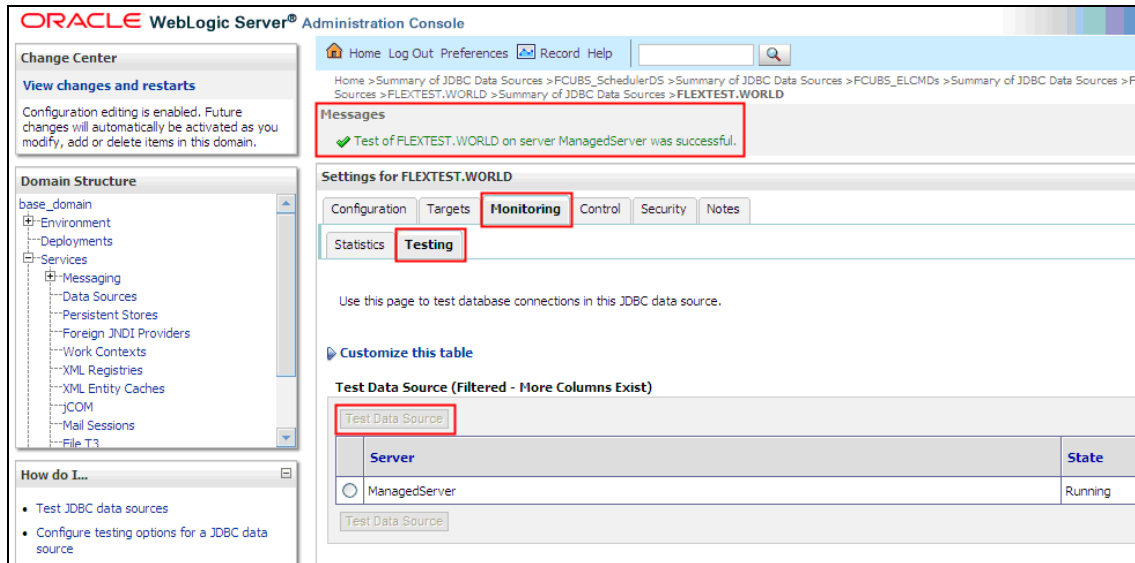 ORACLE WebLogic Server® Administration Console
Change Center
View changes and restarts
Configuration editing is enabled. Future
changes will automatically be activated as you
modify, add or delete items in this domain.
Domain Structure
base_domain
Environment
Deployments
Services
Messaging
Data Sources
Persistent Stores
Foreign JNDI Providers
Work Contexts
XML Registries
XML Entity Caches
jCOM
Mail Sessions
File T3
How do I...
• Test JDBC data sources
• Configure testing options for a JDBC data
source
Home Log Out Preferences Record Help
Home >Summary of JDBC Data Sources >FCUBS_SchedulerDS >Summary of JDBC Data Sources >FCUBS_ELCMDs >Summary of JDBC Data Sources >F
Sources >FLEXTEST.WORLD >Summary of JDBC Data Sources >FLEXTEST.WORLD
Messages
Test of FLEXTEST.WORLD on server ManagedServer was successful.
Settings for FLEXTEST.WORLD
Configuration Targets Monitoring Control Security Notes
Statistics Testing
Use this page to test database connections in this JDBC data source.
Customize this table
Test Data Source (Filtered - More Columns Exist)
Test Data Source
Server State
ManagedServer Running
Test Data Source